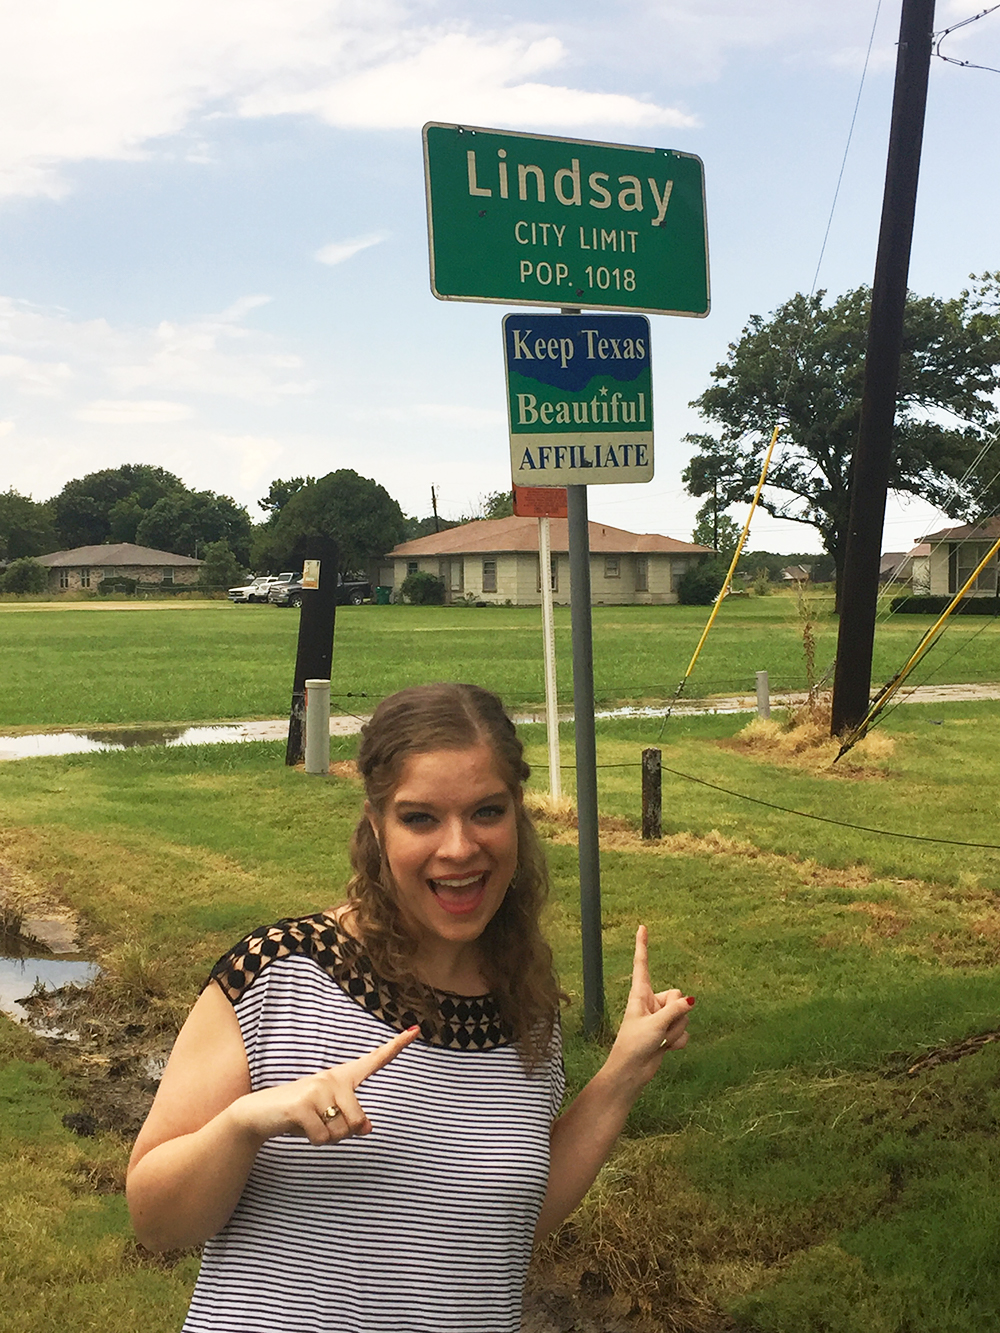 Lindsay
CITY LIMIT
POP. 1018
Keep Texas
Beautiful
AFFILIATE